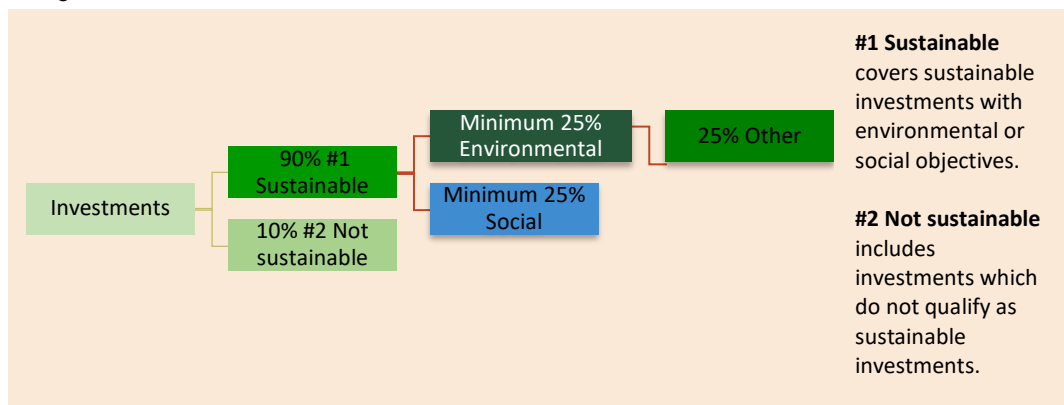 Investments
90% #1
Sustainable
10% #2 Not
sustainable
Minimum 25%
Environmental
Minimum 25%
Social
25% Other
#1 Sustainable
covers sustainable
investments with
environmental or
social objectives.
#2 Not sustainable
includes
investments which
do not qualify as
sustainable
investments.